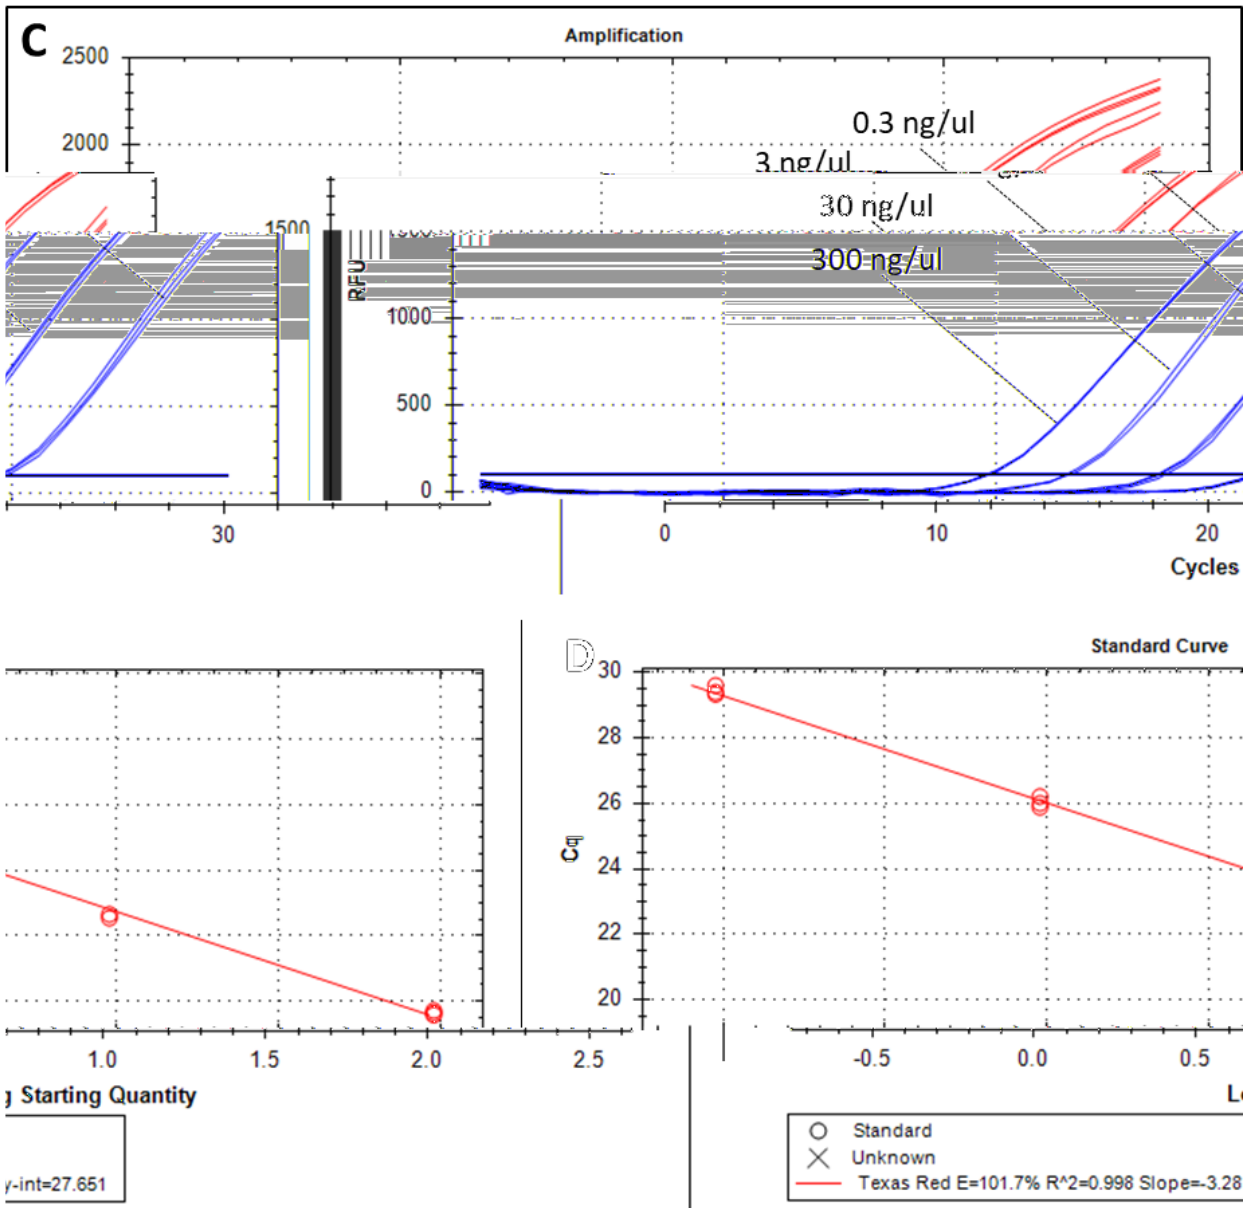 C
Amplification
2500
2000
0.3 ng/ul
3 ng/ul
30 ng/ul
1500
RFU
300 ng/ul
1000
500
0
30
0
10
20
Cycles
D
Standard Curve
30
28
26
Cq
24
22
20
1.0
1.5
2.0
2.5
-0.5
0.0
0.5
g Starting Quantity
Standard
Unknown
y-int=27.651
Texas Red E=101.7% R^2=0.998 Slope=-3.28